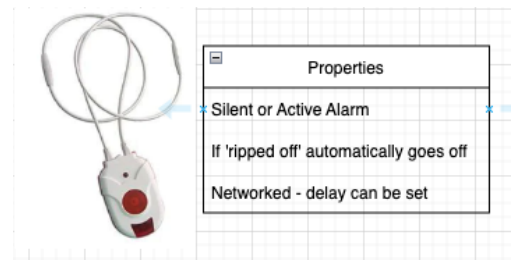 Properties
Silent or Active Alarm
If 'ripped off' automatically goes off
Networked - delay can be set